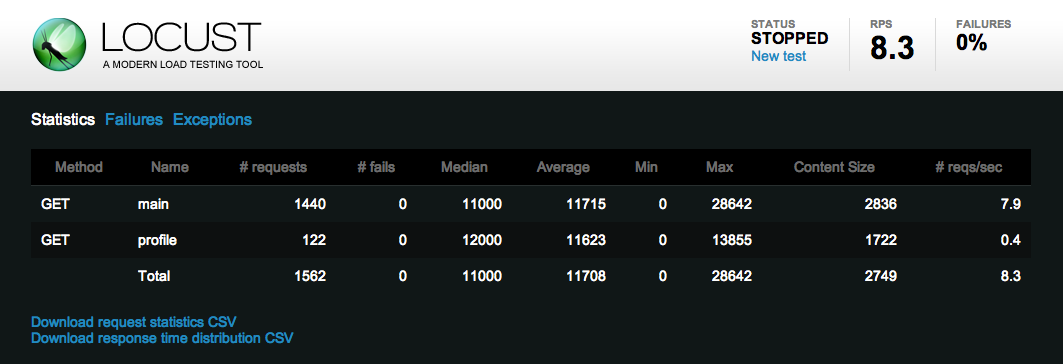 LOCUST
A MODERN LOAD TESTING TOOL
STATUS
STOPPED
New test
RPS
8.3
FAILURES
0%
Statistics Failures Exceptions
Method Name # requests # fails Median Average Min Max Content Size # reqs/sec
GET main 1440 0 11000 11715 0 28642 2836 7.9
GET profile 122 0 12000 11623 0 13855 1722 0.4
Total 1562 0 11000 11708 0 28642 2749 8.3
Download request statistics CSV
Download response time distribution CSV